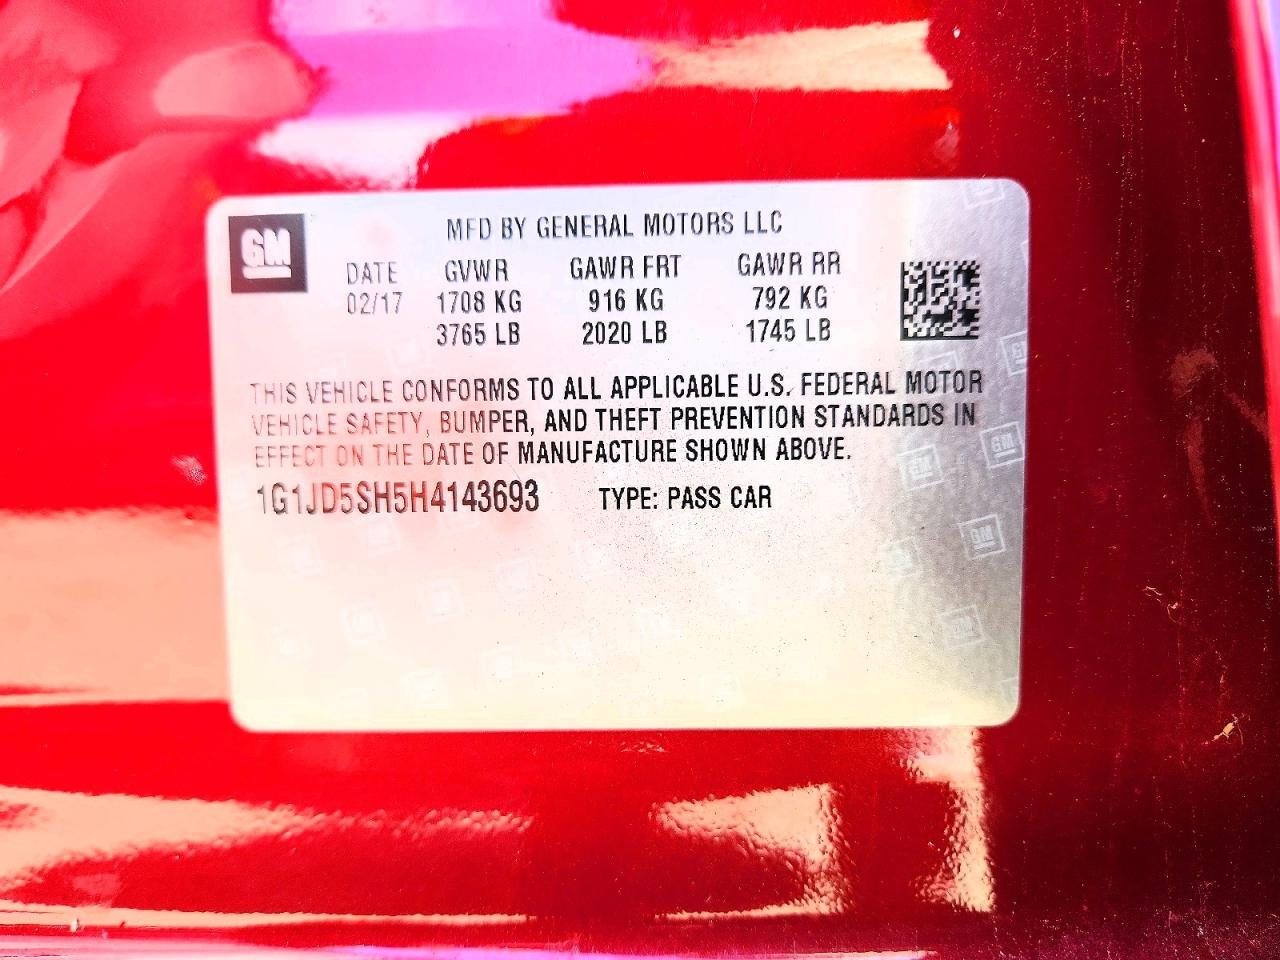 GM
MFD BY GENERAL MOTORS LLC
DATE GVWR GAWR FRT GAWR RR
02/17 1708 KG 916 KG 792 KG
3765 LB 2020 LB 1745 LB
THIS VEHICLE CONFORMS TO ALL APPLICABLE U.S. FEDERAL MOTOR
VEHICLE SAFETY, BUMPER, AND THEFT PREVENTION STANDARDS IN
EFFECT ON THE DATE OF MANUFACTURE SHOWN ABOVE.
1G1JD5SH5H4143693 TYPE: PASS CAR